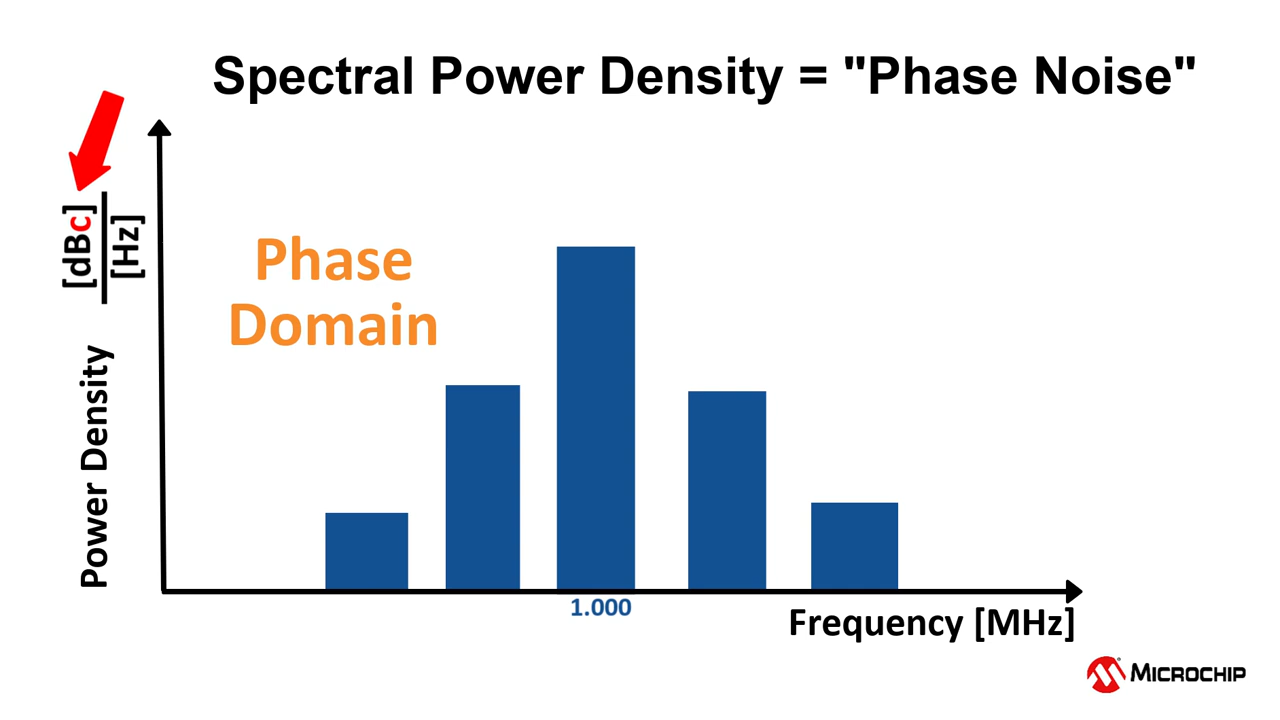 Spectral Power Density = "Phase Noise"
[dBc]
[Hz]
Power Density
Phase
Domain
1.000
Frequency [MHz]
MICROCHIP